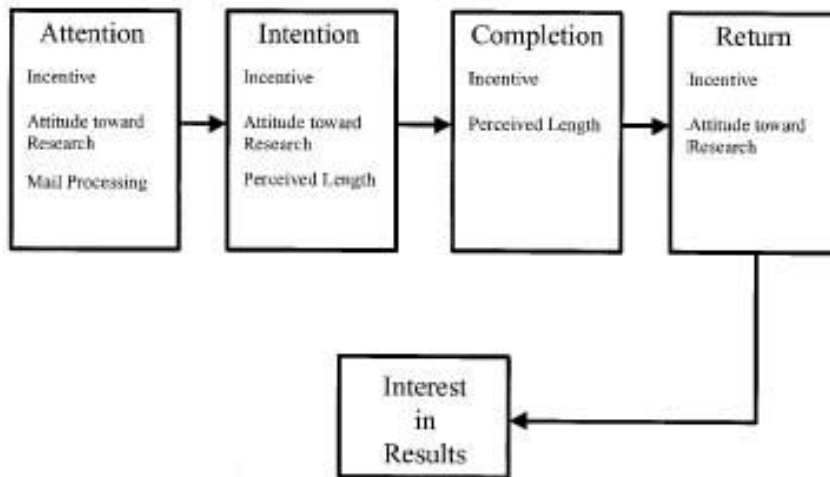 Attention
Incentive
Attitude toward
Research
Mail Processing
Intention
Incentive
Attitude toward
Research
Perceived Length
Completion
Incentive
Perceived Length
Return
Incentive
Attitude toward
Research
Interest
in
Results